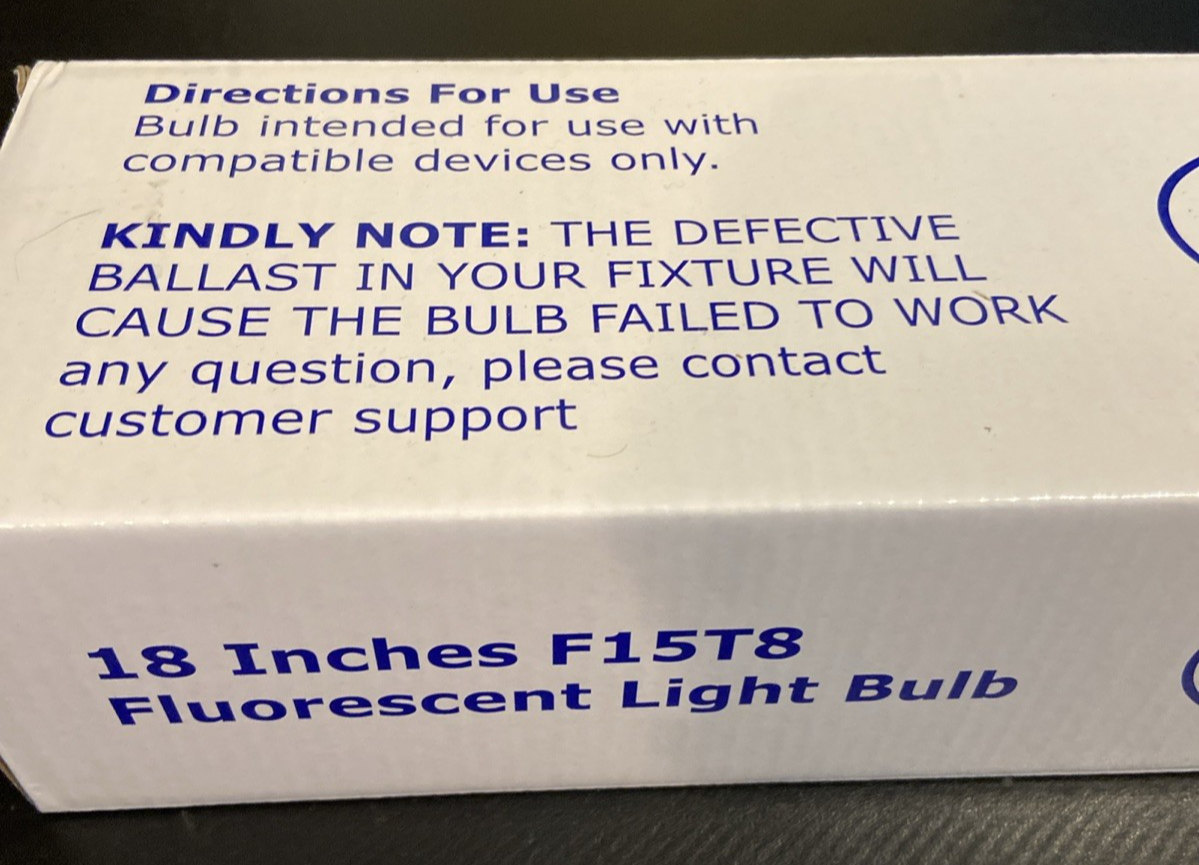 Directions For Use
Bulb intended for use with
compatible devices only.
KINDLY NOTE: THE DEFECTIVE
BALLAST IN YOUR FIXTURE WILL
CAUSE THE BULB FAILED TO WORK
any question, please contact
customer support
18 Inches F15T8
Fluorescent Light Bulb